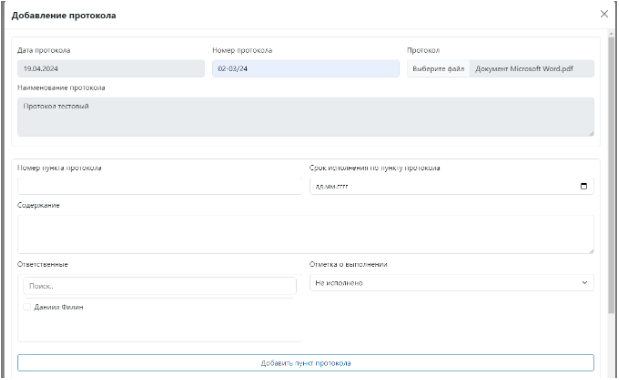 Добавление протокола
Дата протокола Номер протокола Протокол
19.04.2024 02-03/24 Выберите файл Документ Microsoft Word.pdf
Наименование протокола
Протокол тестовый
Номер пункта протокола Срок исполнения по пункту протокола
дд.мм.гггг
Содержание
Ответственные Отметка о выполнении
Поиск.. Не исполнено
Даниил Филин
Добавить пункт протокола